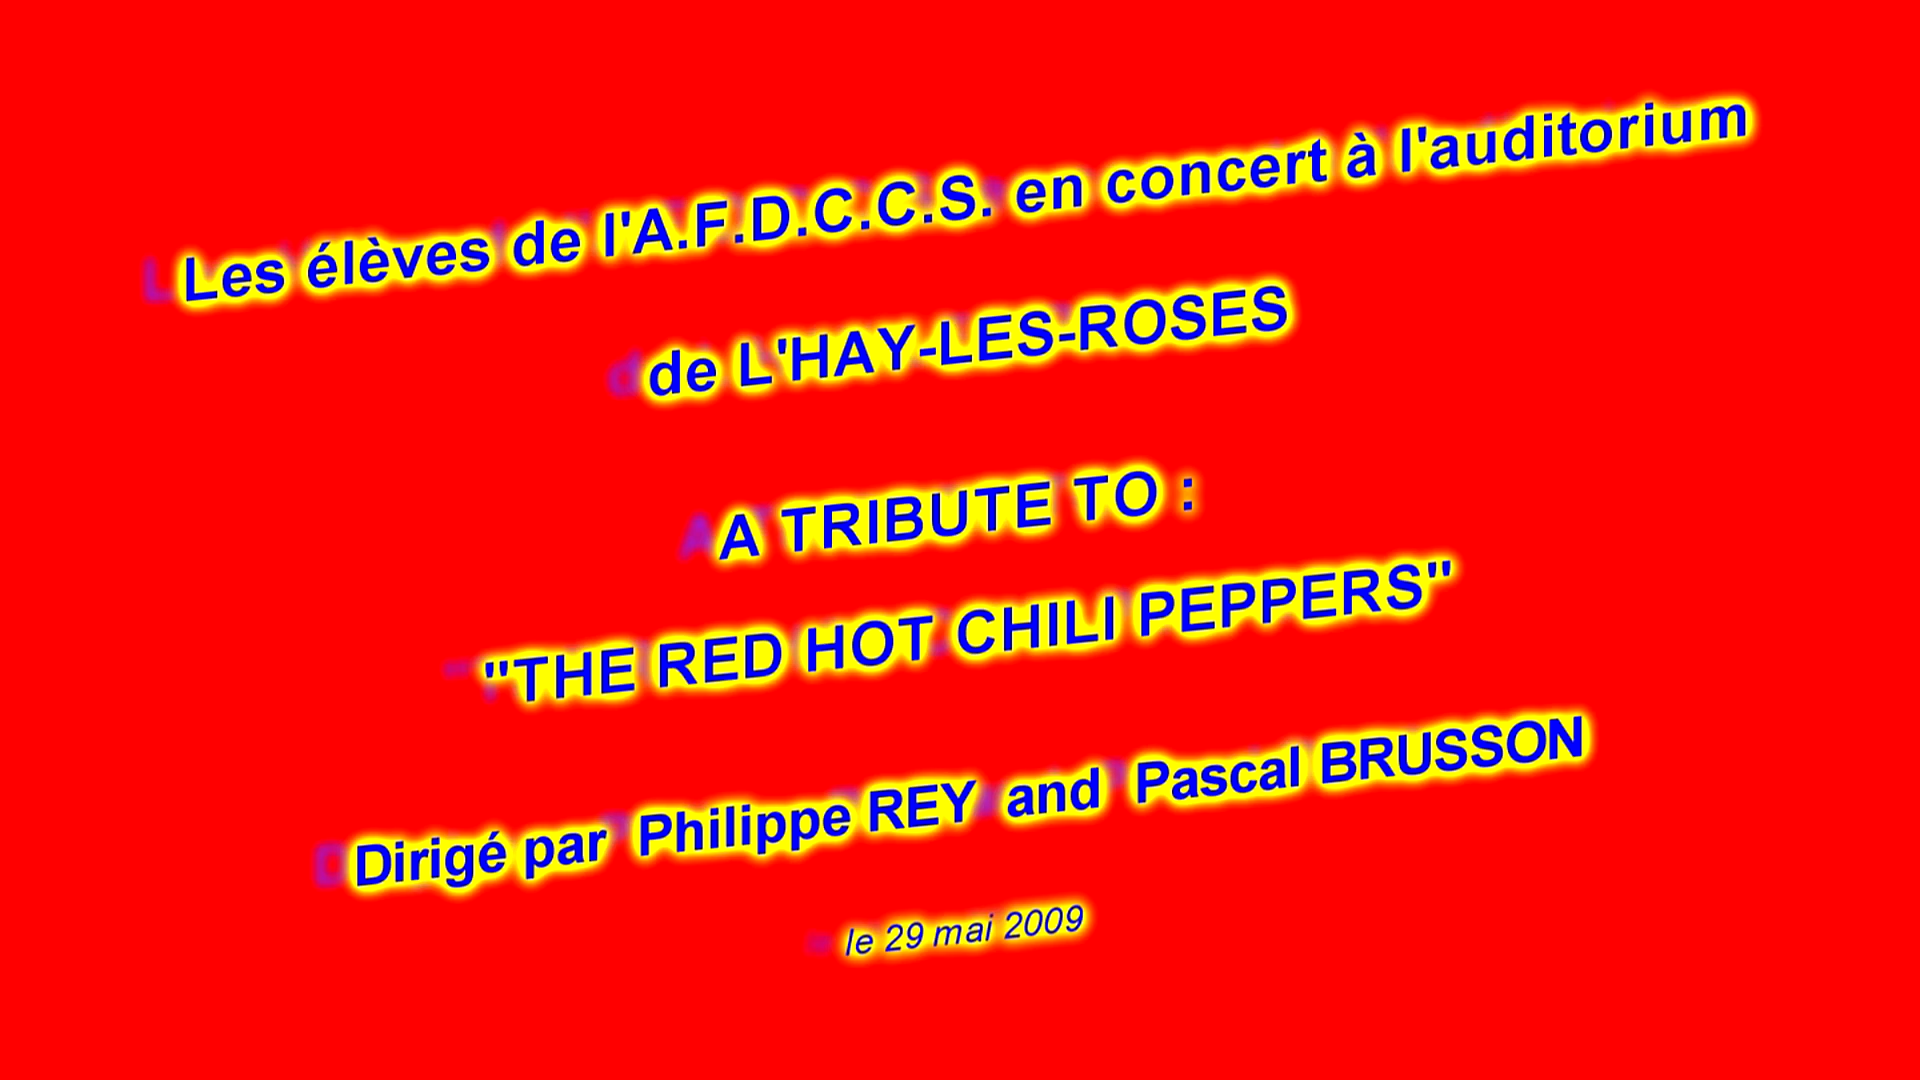 Les élèves de l'A.F.D.C.C.S. en concert à l'auditorium
de L'HAY-LES-ROSES
A TRIBUTE TO :
"THE RED HOT CHILI PEPPERS"
Dirigé par Philippe REY and Pascal BRUSSON
le 29 mai 2009